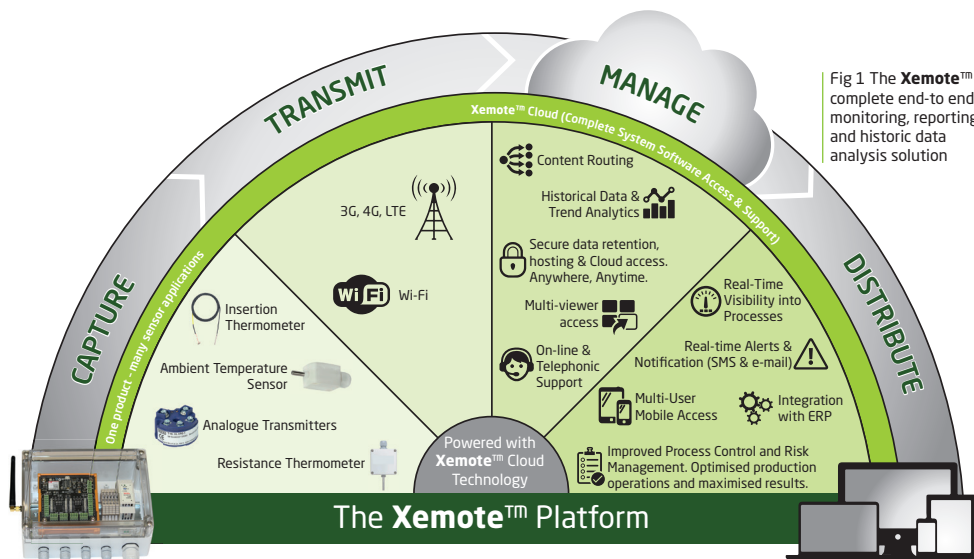 TRANSMIT
MANAGE
CAPTURE
DISTRIBUTE
Fig 1 The Xemote™
complete end-to end
monitoring, reporting
and historic data
analysis solution
One product - many sensor applications
Xemote™ Cloud (Complete System Software Access & Support)
Insertion
Thermometer
Ambient Temperature
Sensor
Analogue Transmitters
Resistance Thermometer
3G, 4G, LTE
WiFi
Wi-Fi
Content Routing
Historical Data &
Trend Analytics
Secure data retention,
hosting & Cloud access.
Anywhere, Anytime.
Multi-viewer
access
On-line &
Telephonic
Support
Real-Time
Visibility into
Processes
Real-time Alerts &
Notification (SMS & e-mail)
Multi-User
Mobile Access
Integration
with ERP
Improved Process Control and Risk
Management. Optimised production
operations and maximised results.
Powered with
Xemote™ Cloud
Technology
The Xemote™ Platform